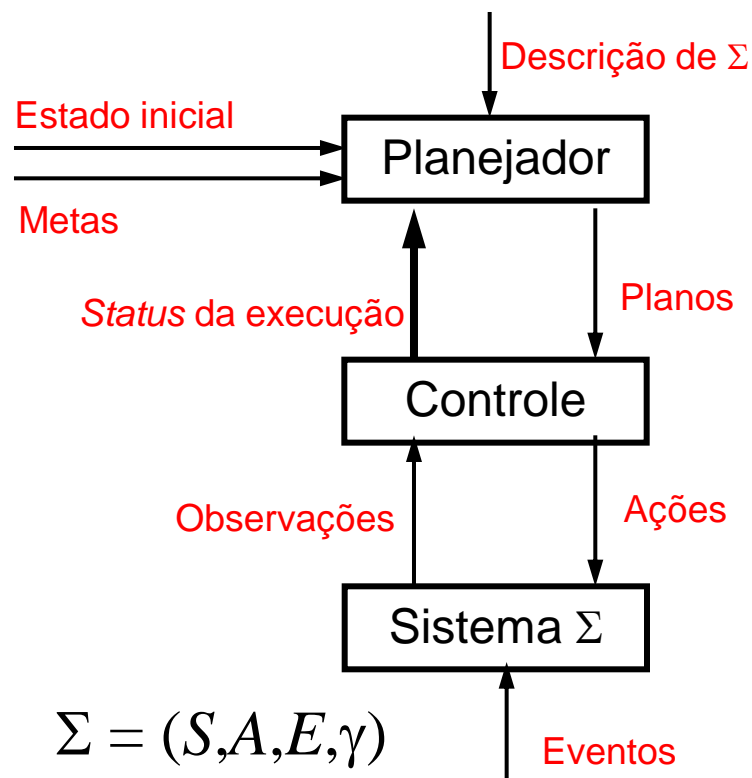 Descrição de Σ
Estado inicial
Planejador
Metas
Status da execução
Planos
Controle
Observações
Ações
Sistema Σ
Σ = (S,A,E,γ)
Eventos